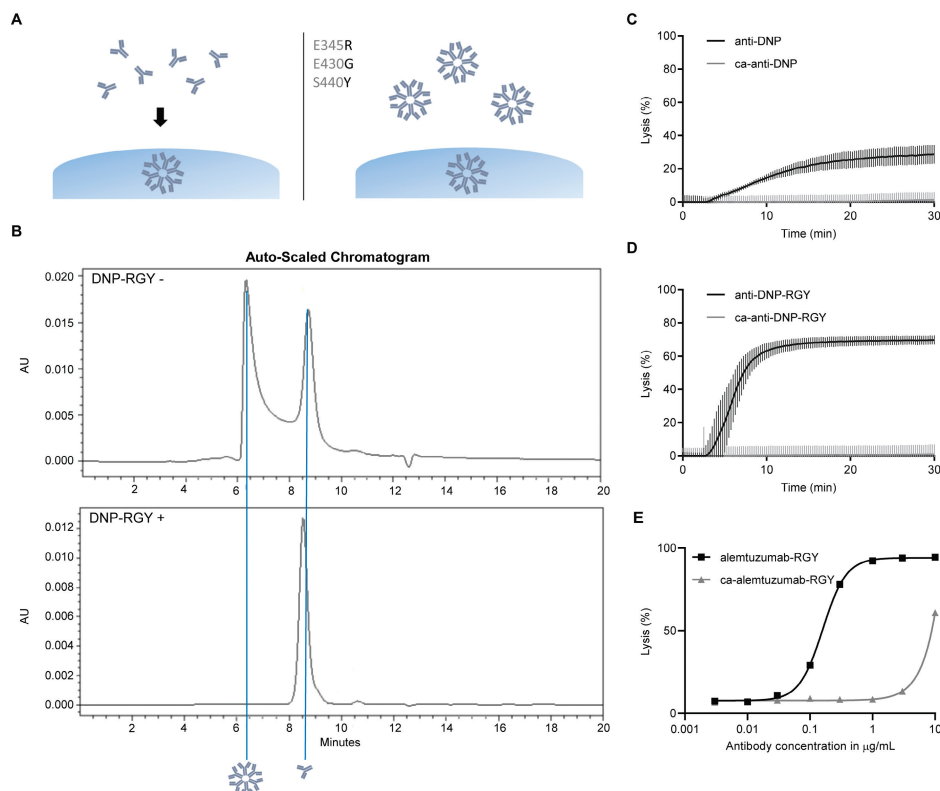 A
E345R
E430G
S440Y
B
Auto-Scaled Chromatogram
DNP-RGY -
0.020
0.015
0.010
0.005
0.000
AU
2 4 6 8 10 12 14 16 18 20
DNP-RGY +
0.012
0.010
0.008
0.006
0.004
0.002
0.000
AU
2 4 6 8 10 12 14 16 18 20
Minutes
C
anti-DNP
ca-anti-DNP
100
80
60
40
20
0
Lysis (%)
0 10 20 30
Time (min)
D
anti-DNP-RGY
ca-anti-DNP-RGY
100
80
60
40
20
0
Lysis (%)
0 10 20 30
Time (min)
E
alemtuzumab-RGY
ca-alemtuzumab-RGY
100
50
0
Lysis (%)
0.001 0.01 0.1 1 10
Antibody concentration in μg/mL